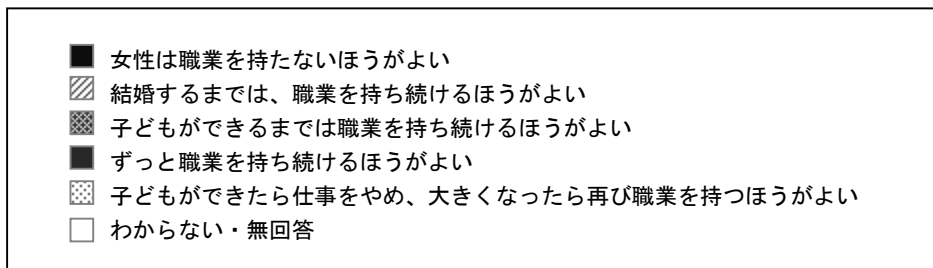 女性は職業を持たないほうがよい
結婚するまでは、職業を持ち続けるほうがよい
子どもができるまでは職業を持ち続けるほうがよい
ずっと職業を持ち続けるほうがよい
子どもができたら仕事をやめ、大きくなったら再び職業を持つほうがよい
わからない・無回答